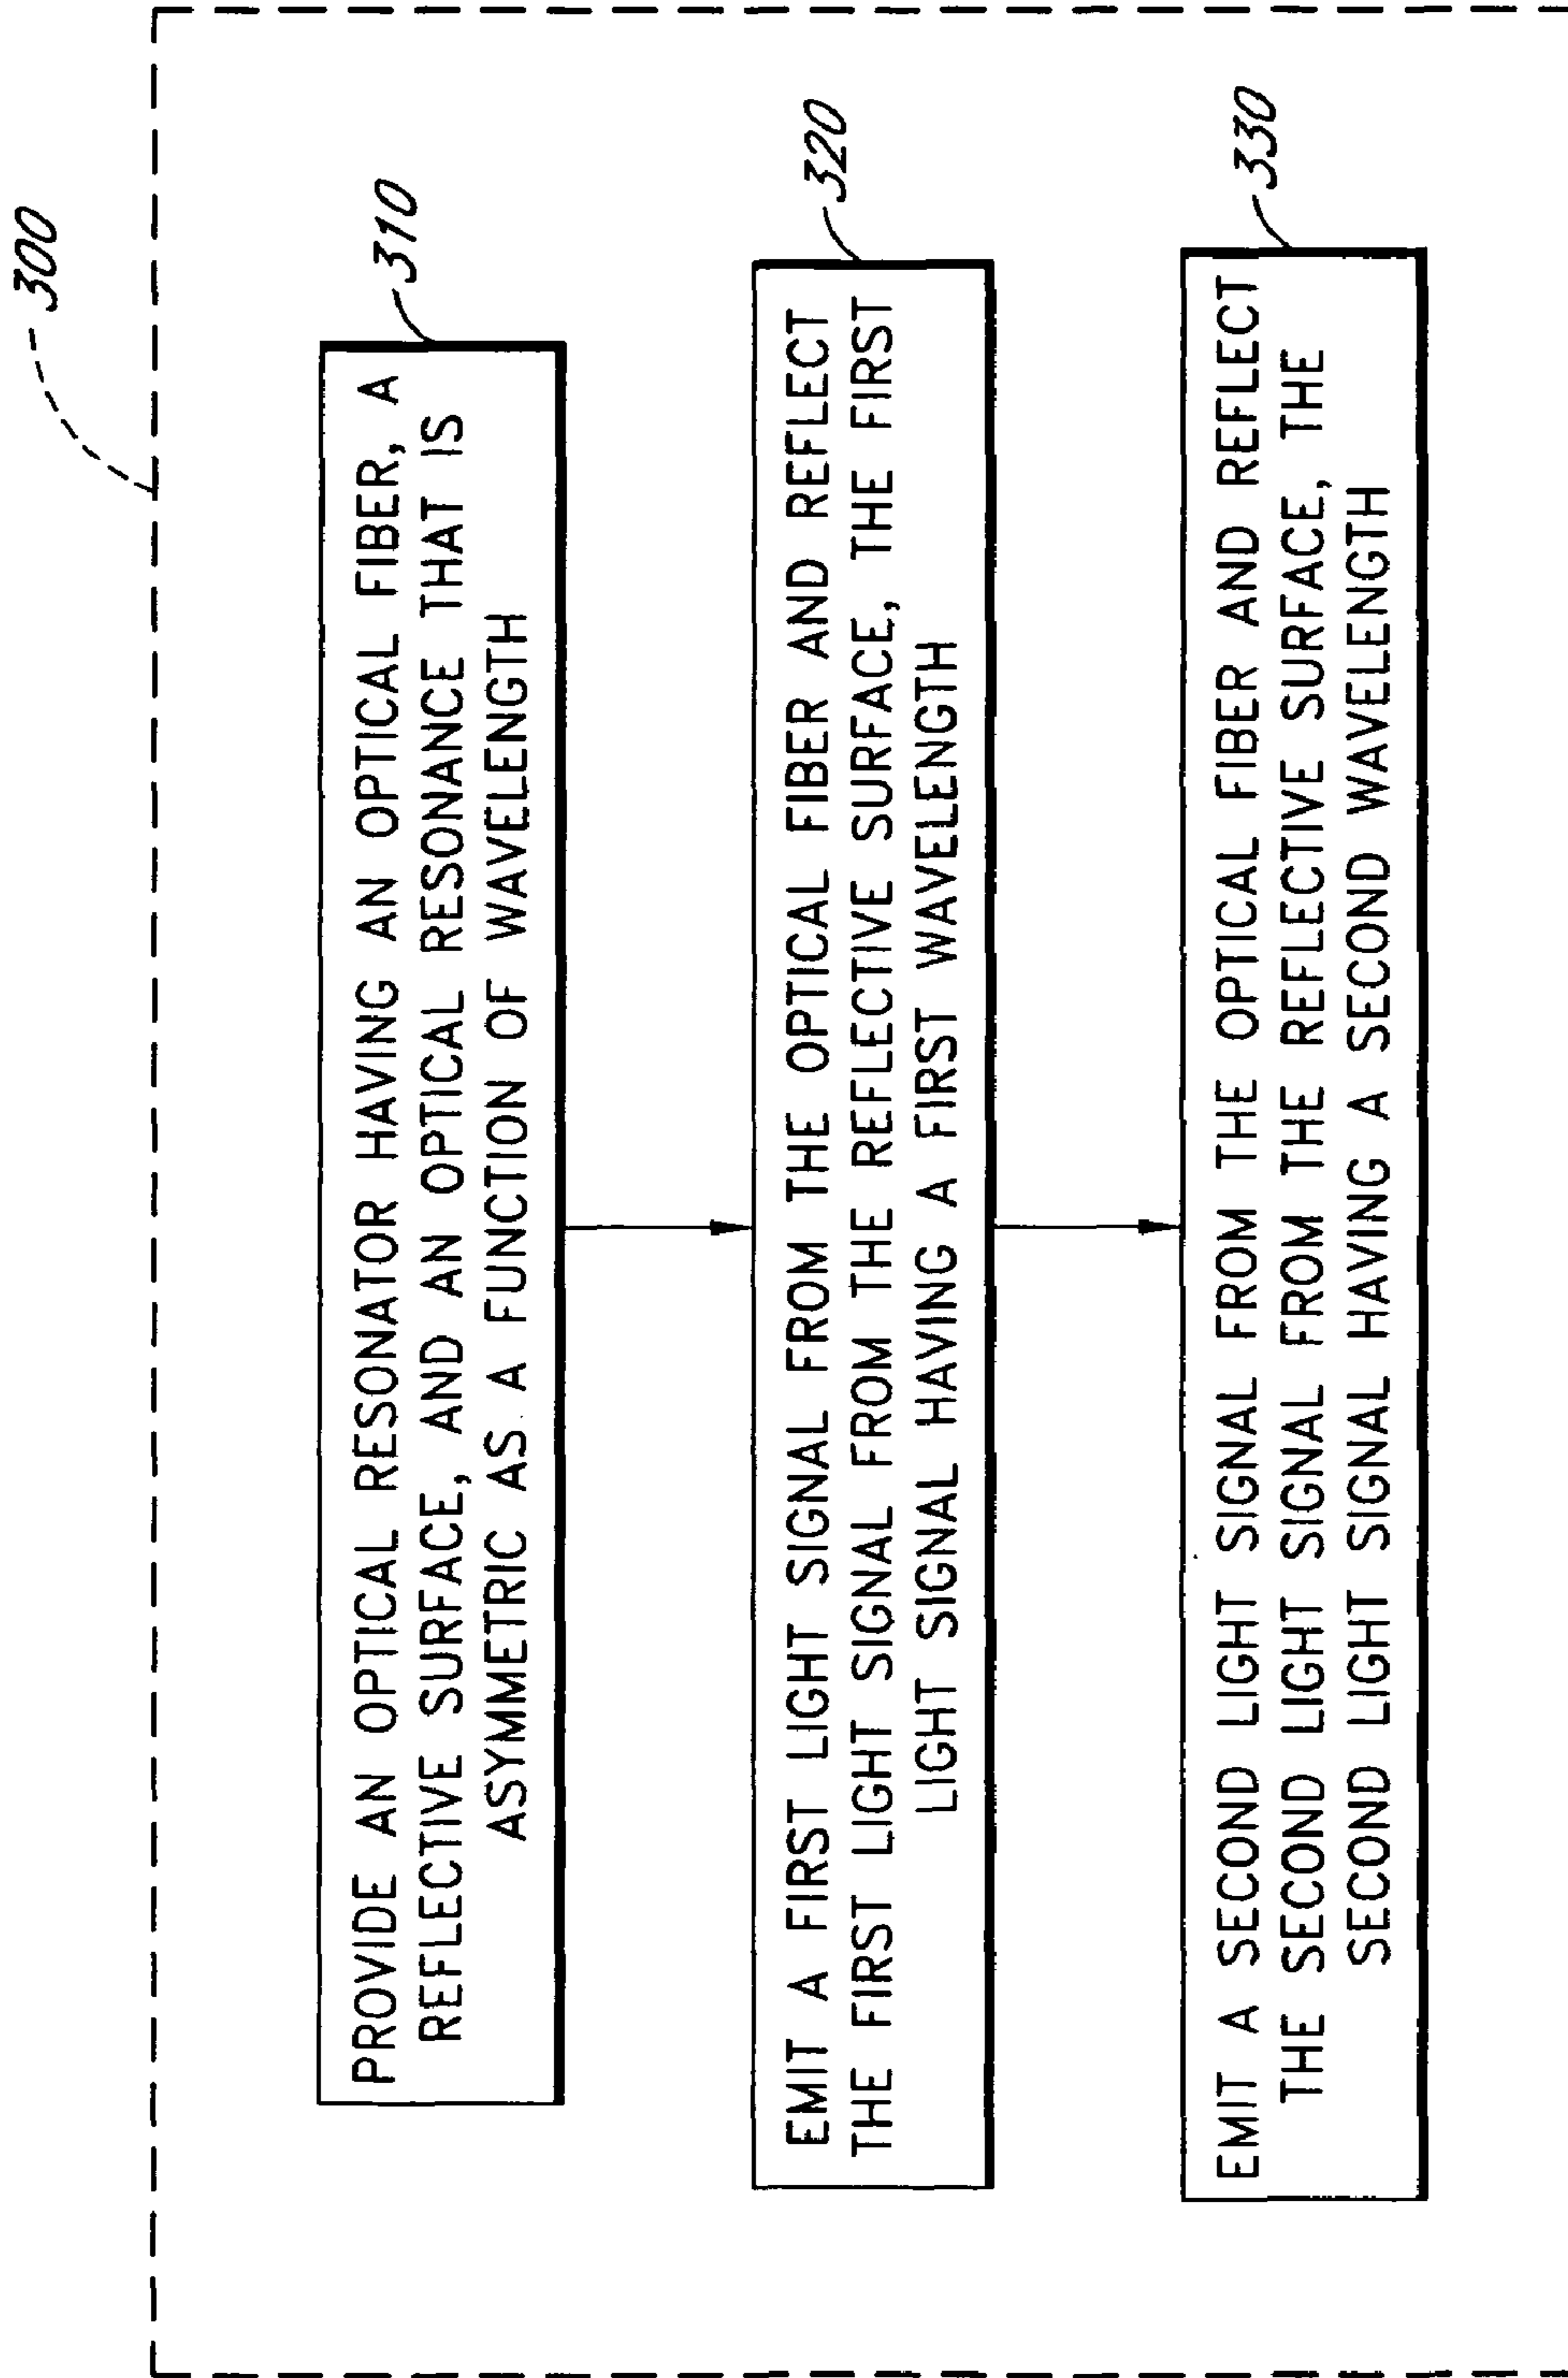 300
310
PROVIDE AN OPTICAL RESONATOR HAVING AN OPTICAL FIBER, A
REFLECTIVE SURFACE, AND AN OPTICAL RESONANCE THAT IS
ASYMMETRIC AS A FUNCTION OF WAVELENGTH
320
EMIT A FIRST LIGHT SIGNAL FROM THE OPTICAL FIBER AND REFLECT
THE FIRST LIGHT SIGNAL FROM THE REFLECTIVE SURFACE, THE FIRST
LIGHT SIGNAL HAVING A FIRST WAVELENGTH
330
EMIT A SECOND LIGHT SIGNAL FROM THE OPTICAL FIBER AND REFLECT
THE SECOND LIGHT SIGNAL FROM THE REFLECTIVE SURFACE, THE
SECOND LIGHT SIGNAL HAVING A SECOND WAVELENGTH